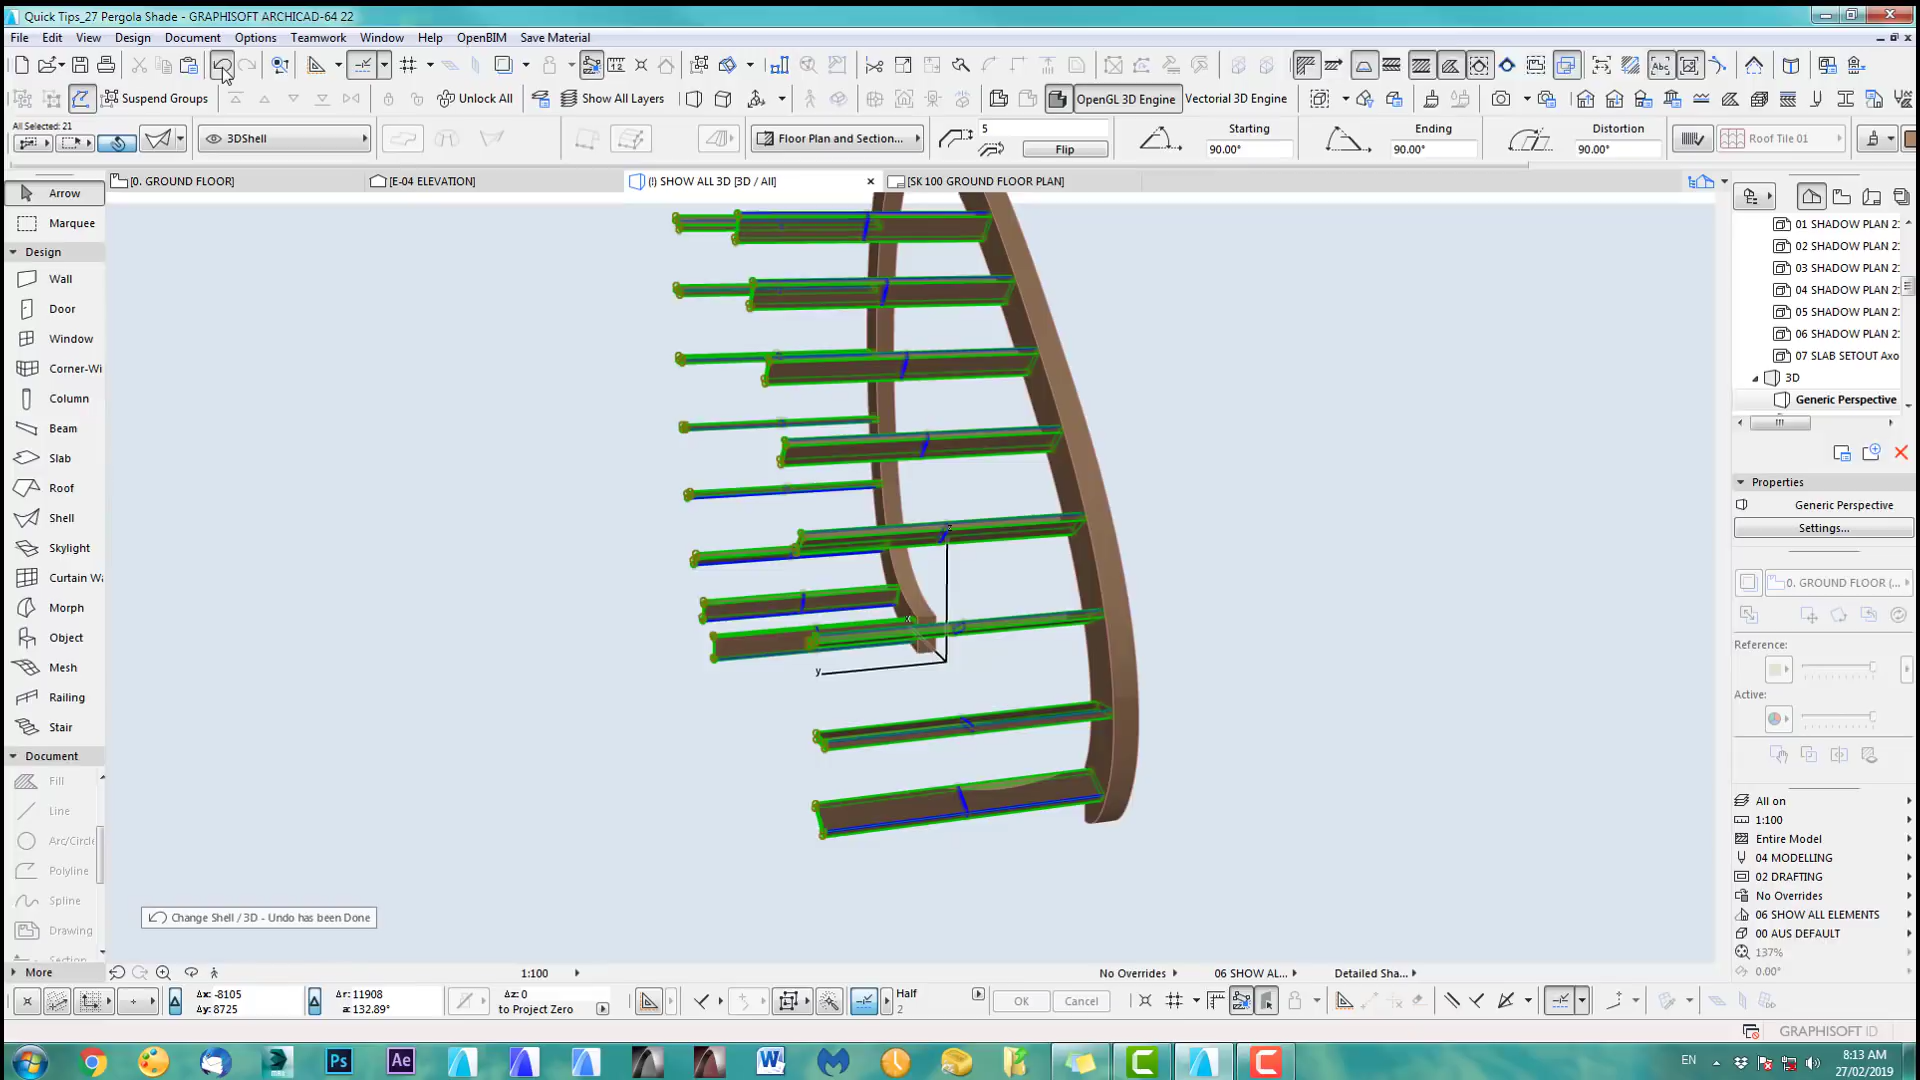 Quick Tips_27 Pergola Shade - GRAPHISOFT ARCHICAD-64 22
File Edit View Design Document Options Teamwork Window Help OpenBIM Save Material
Suspend Groups Unlock All Show All Layers OpenGL 3D Engine Vectorial 3D Engine
All Selected: 21
3DShell
Floor Plan and Section...
5
Flip
Starting
90.00°
Ending
90.00°
Distortion
90.00°
Roof Tile 01
[0. GROUND FLOOR]
[E-04 ELEVATION]
(!) SHOW ALL 3D [3D / All]
[SK 100 GROUND FLOOR PLAN]
Arrow
Marquee
Design
Wall
Door
Window
Corner-Wi
Column
Beam
Slab
Roof
Shell
Skylight
Curtain Wa
Morph
Object
Mesh
Railing
Stair
Document
Fill
Line
Arc/Circle
Polyline
Spline
Drawing
More
y
x
Change Shell / 3D - Undo has been Done
01 SHADOW PLAN 2
02 SHADOW PLAN 2
03 SHADOW PLAN 2
04 SHADOW PLAN 2
05 SHADOW PLAN 2
06 SHADOW PLAN 2
07 SLAB SETOUT Axo
3D
Generic Perspective
Properties
Generic Perspective
Settings...
0. GROUND FLOOR (...
Reference:
Active:
All on
1:100
Entire Model
04 MODELLING
02 DRAFTING
No Overrides
06 SHOW ALL ELEMENTS
00 AUS DEFAULT
137%
0.00°
1:100
No Overrides
06 SHOW AL...
Detailed Sha...
Δx: -8105
Δy: 8725
Δr: 11908
a: 132.89°
Δz: 0
to Project Zero
Half
2
OK
Cancel
GRAPHISOFT ID
Ps
Ae
EN
8:13 AM
27/02/2019